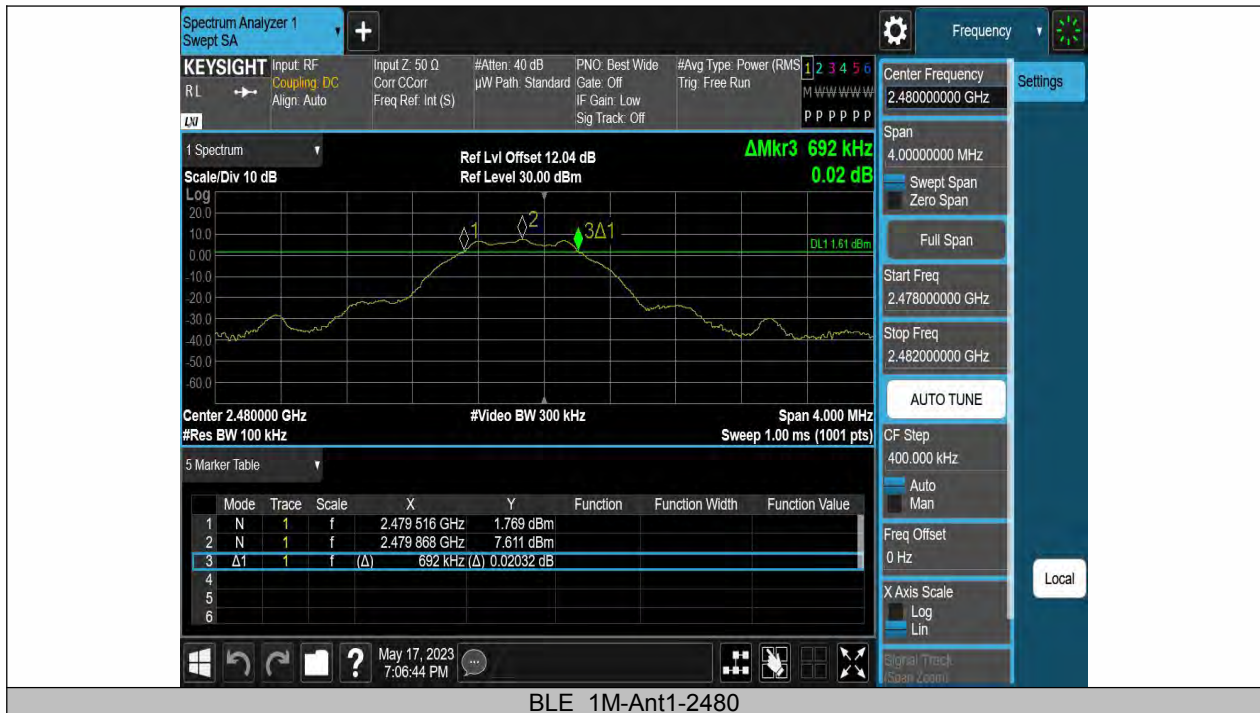 Spectrum Analyzer 1
Swept SA
+
Frequency
KEYSIGHT
RL
LXI
Input: RF
Coupling: DC
Align: Auto
Input Z: 50 Ω
Corr CCorr
Freq Ref: Int (S)
#Atten: 40 dB
µW Path: Standard
PNO: Best Wide
Gate: Off
IF Gain: Low
Sig Track: Off
#Avg Type: Power (RMS
Trig: Free Run
1 2 3 4 5 6
M W W W W W
P P P P P P
Center Frequency
2.480000000 GHz
Settings
Span
4.00000000 MHz
Swept Span
Zero Span
Full Span
Start Freq
2.478000000 GHz
Stop Freq
2.482000000 GHz
AUTO TUNE
CF Step
400.000 kHz
Auto
Man
Freq Offset
0 Hz
X Axis Scale
Log
Lin
Signal Track
(Span Zoom)
Local
1 Spectrum
Scale/Div 10 dB
Ref Lvl Offset 12.04 dB
Ref Level 30.00 dBm
ΔMkr3 692 kHz
0.02 dB
Log
20.0
10.0
0.00
-10.0
-20.0
-30.0
-40.0
-50.0
-60.0
1
2
3Δ1
DL1 1.61 dBm
Center 2.480000 GHz
#Res BW 100 kHz
#Video BW 300 kHz
Span 4.000 MHz
Sweep 1.00 ms (1001 pts)
5 Marker Table
Mode Trace Scale X Y Function Function Width Function Value
1 N 1 f 2.479 516 GHz 1.769 dBm
2 N 1 f 2.479 868 GHz 7.611 dBm
3 Δ1 1 f (Δ) 692 kHz (Δ) 0.02032 dB
4
5
6
?
May 17, 2023
7:06:44 PM
BLE_1M-Ant1-2480